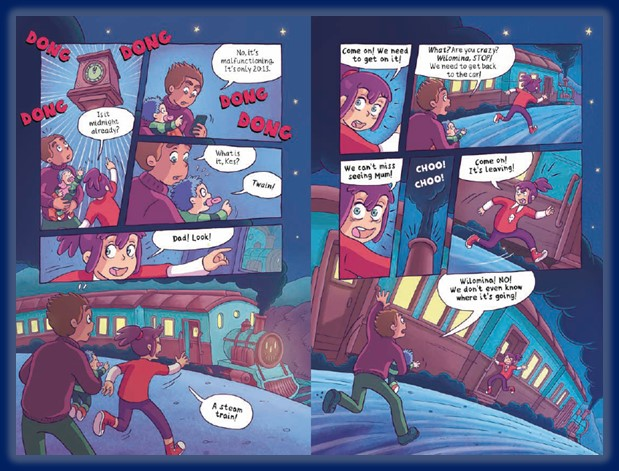 DONG
DONG
DONG
Is it
midnight
already?
No, it's
malfunctioning.
It's only 20:13.
DONG
DONG
What is
it, Kes?
Twain!
Dad! Look!
A steam
train!
Come on! We need
to get on it!
What? Are you crazy?
Wilomina, STOP!
We need to get back
to the car!
We can't miss
seeing Mum!
CHOO!
CHOO!
Come on!
It's leaving!
Wilomina! NO!
We don't even know
where it's going!